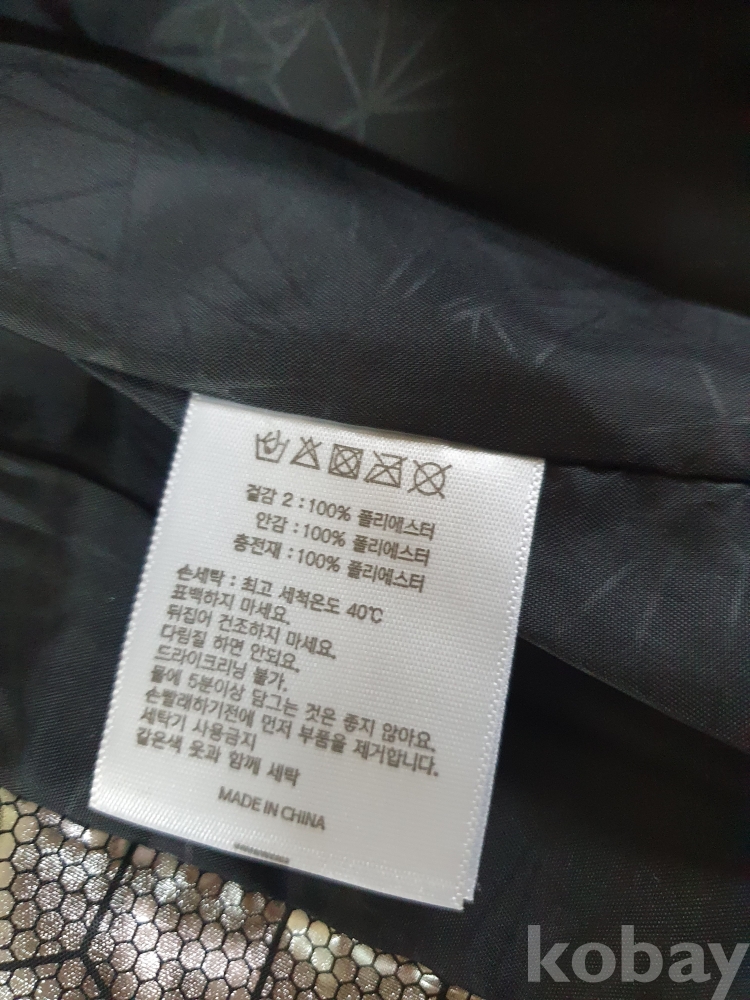 겉감 2 : 100% 폴리에스터
안감 : 100% 폴리에스터
충전재 : 100% 폴리에스터
손세탁 : 최고 세척온도 40℃
표백하지 마세요.
뒤집어 건조하지 마세요.
다림질 하면 안되요.
드라이크리닝 불가.
물에 5분이상 담그는 것은 좋지 않아요.
손빨래하기전에 먼저 부품을 제거합니다.
세탁기 사용금지
같은색 옷과 함께 세탁
MADE IN CHINA
kobay